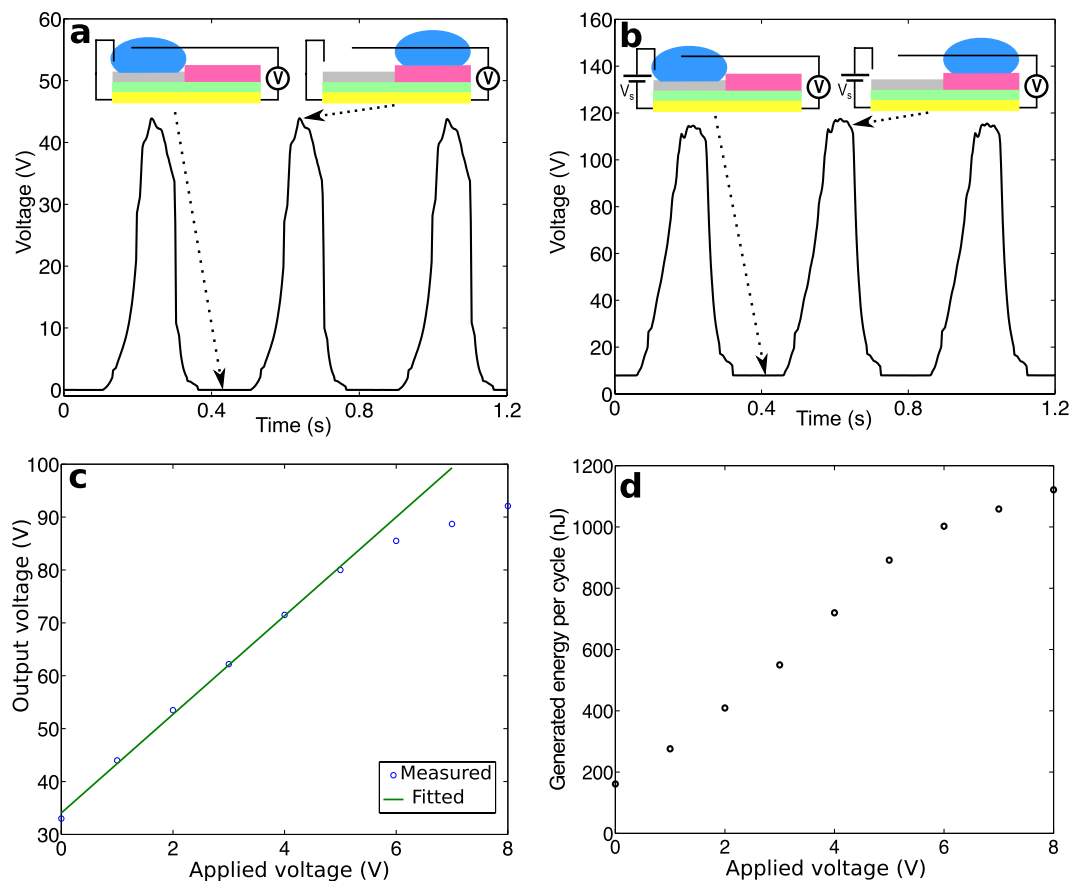 a
60
50
40
30
20
10
0
Voltage (V)
V
V
0
0.4
0.8
1.2
Time (s)
b
160
140
120
100
80
60
40
20
0
Voltage (V)
Vs
V
Vs
V
0
0.4
0.8
1.2
Time (s)
c
100
90
80
70
60
50
40
30
Output voltage (V)
Measured
Fitted
0
2
4
6
8
Applied voltage (V)
d
1200
1000
800
600
400
200
0
Generated energy per cycle (nJ)
0
2
4
6
8
Applied voltage (V)